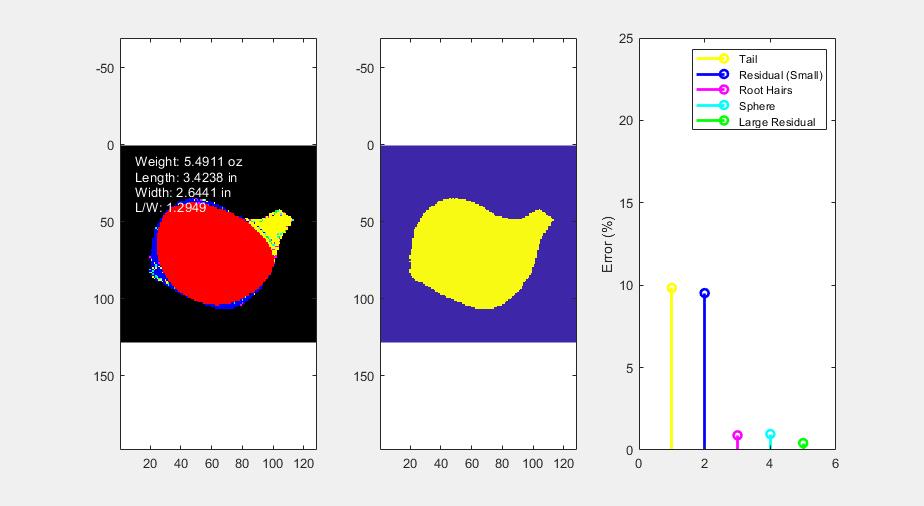 -50
0
50
100
150
20 40 60 80 100 120
Weight: 5.4911 oz
Length: 3.4238 in
Width: 2.6441 in
L/W: 1.2949
-50
0
50
100
150
20 40 60 80 100 120
Error (%)
25
20
15
10
5
0
0 2 4 6
Tail
Residual (Small)
Root Hairs
Sphere
Large Residual